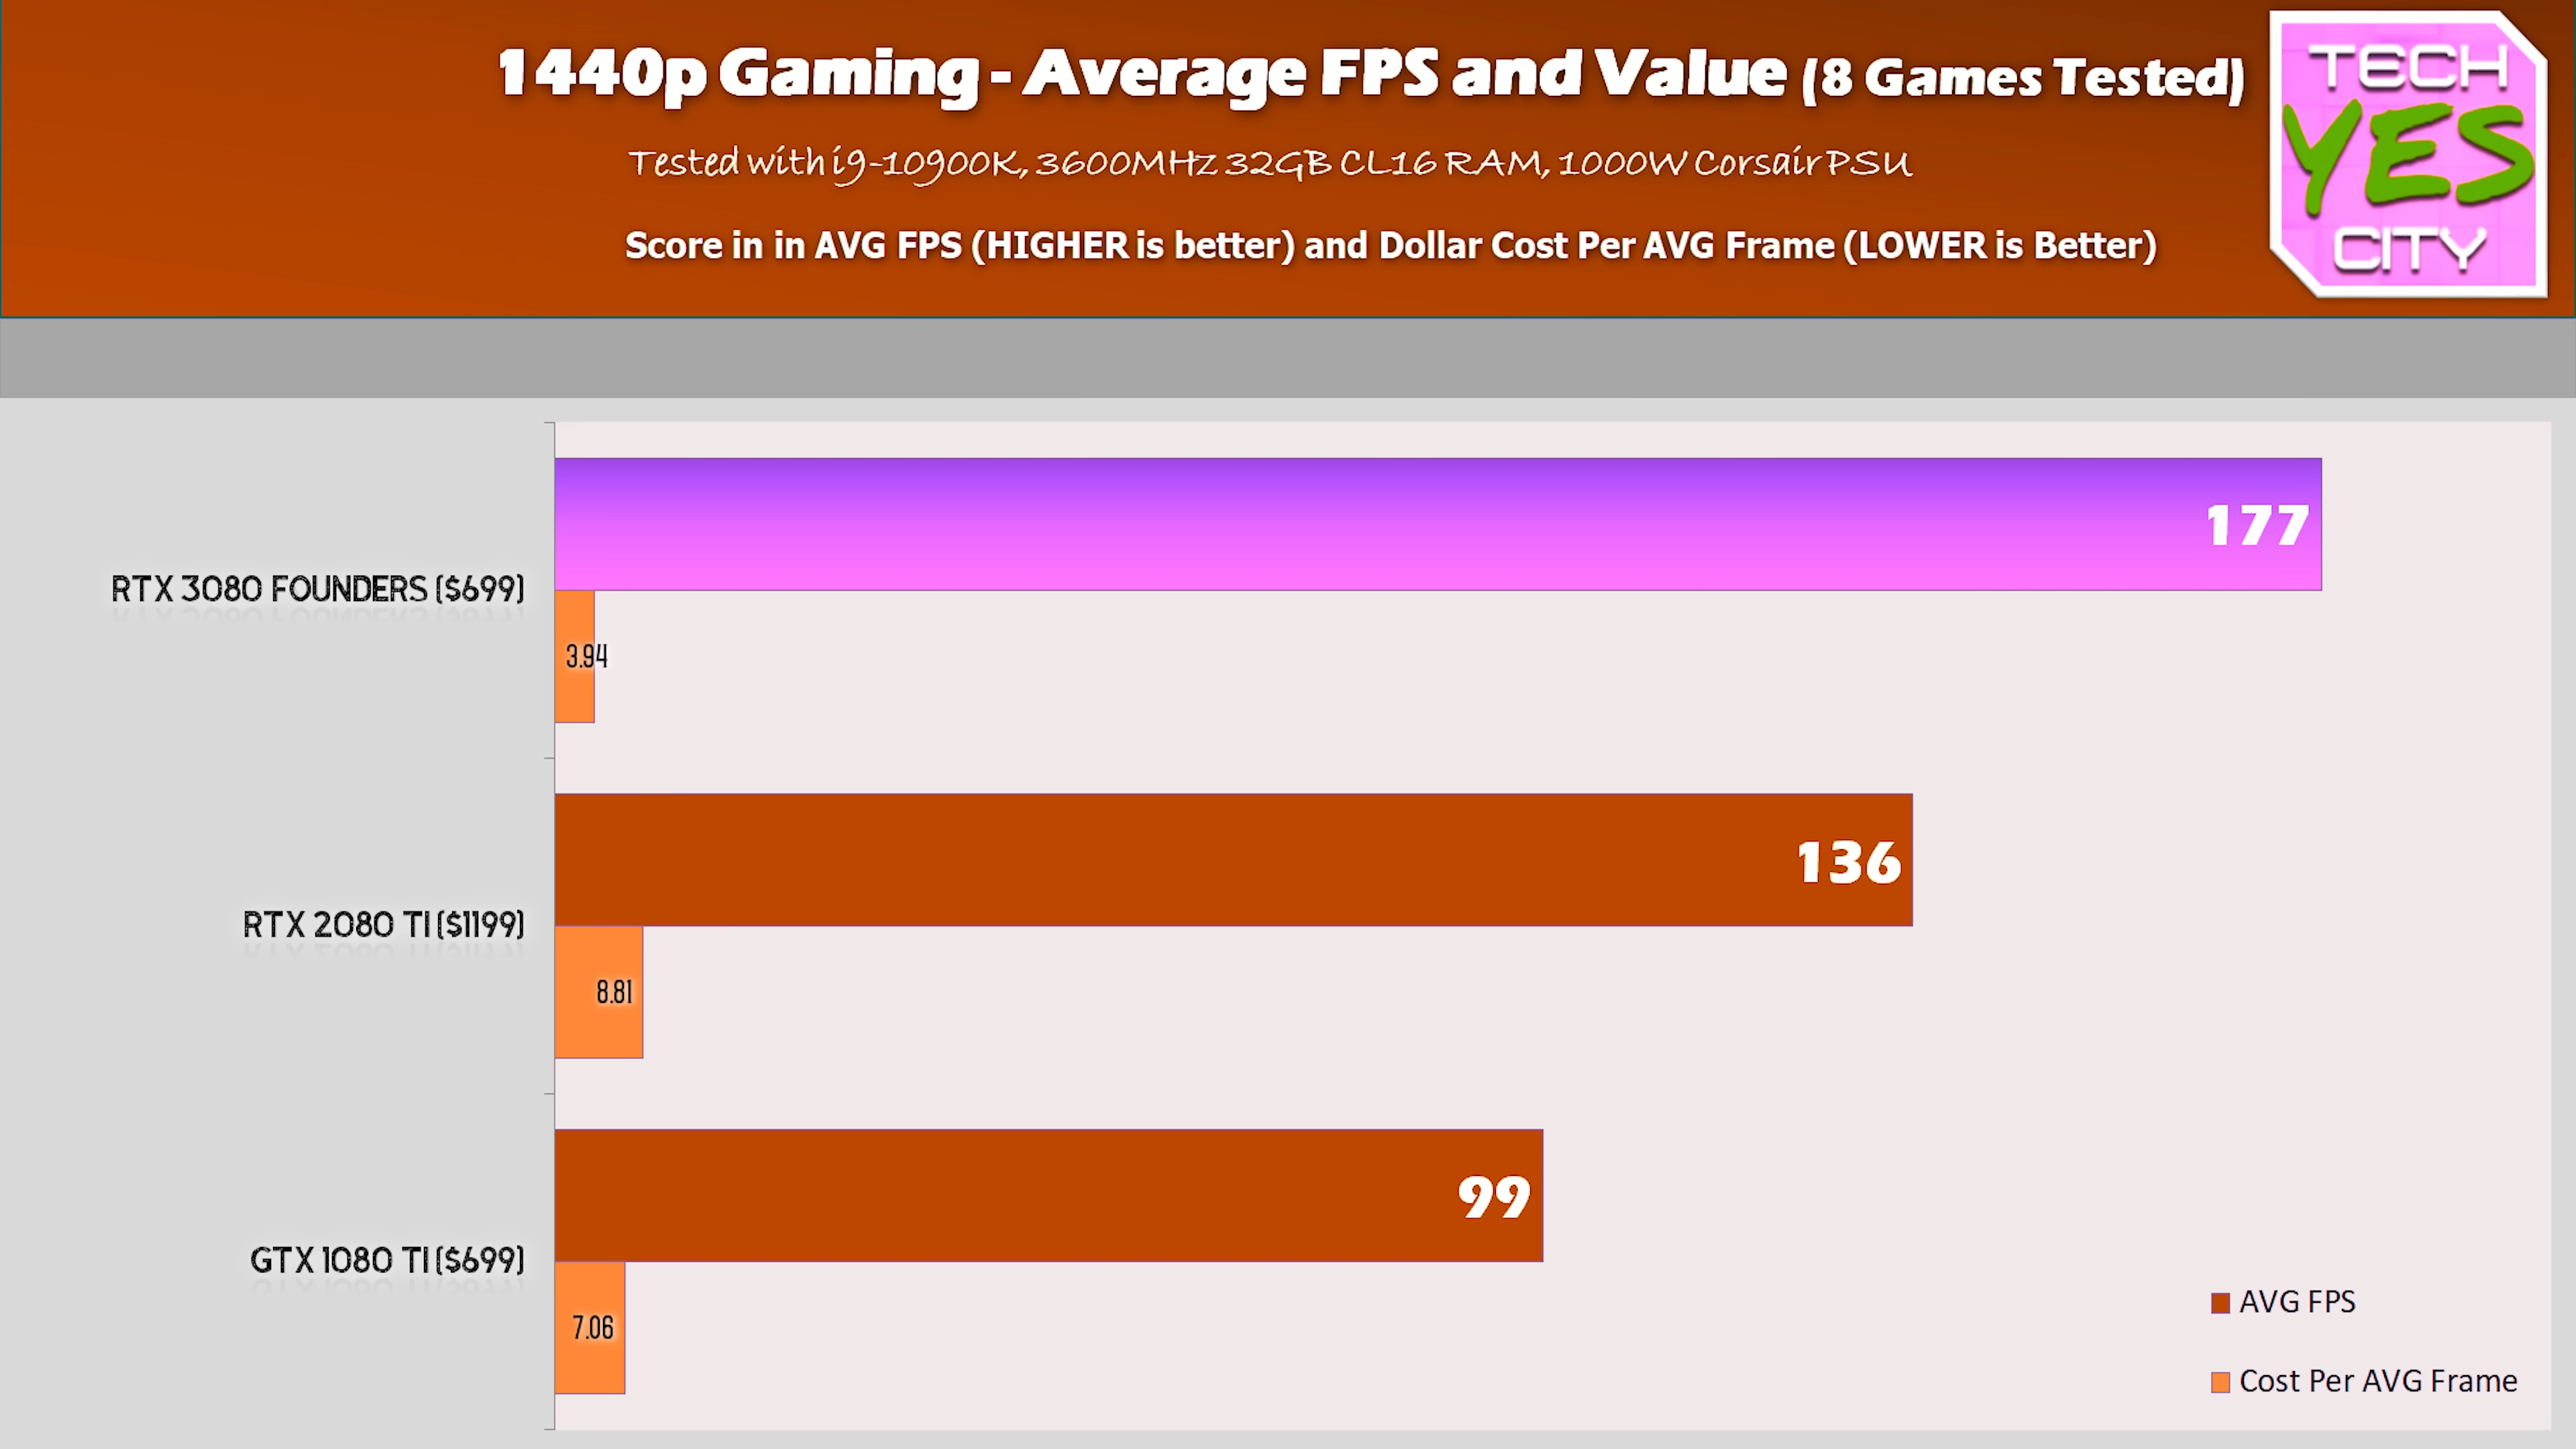 1440p Gaming - Average FPS and Value (8 Games Tested)
Tested with i9-10900K, 3600MHz 32GB CL16 RAM, 1000W Corsair PSU
Score in in AVG FPS (HIGHER is better) and Dollar Cost Per AVG Frame (LOWER is Better)
TECH
YES
CITY
177
RTX 3080 FOUNDERS ($699)
3.94
136
RTX 2080 TI ($1199)
8.81
99
GTX 1080 TI ($699)
7.06
AVG FPS
Cost Per AVG Frame